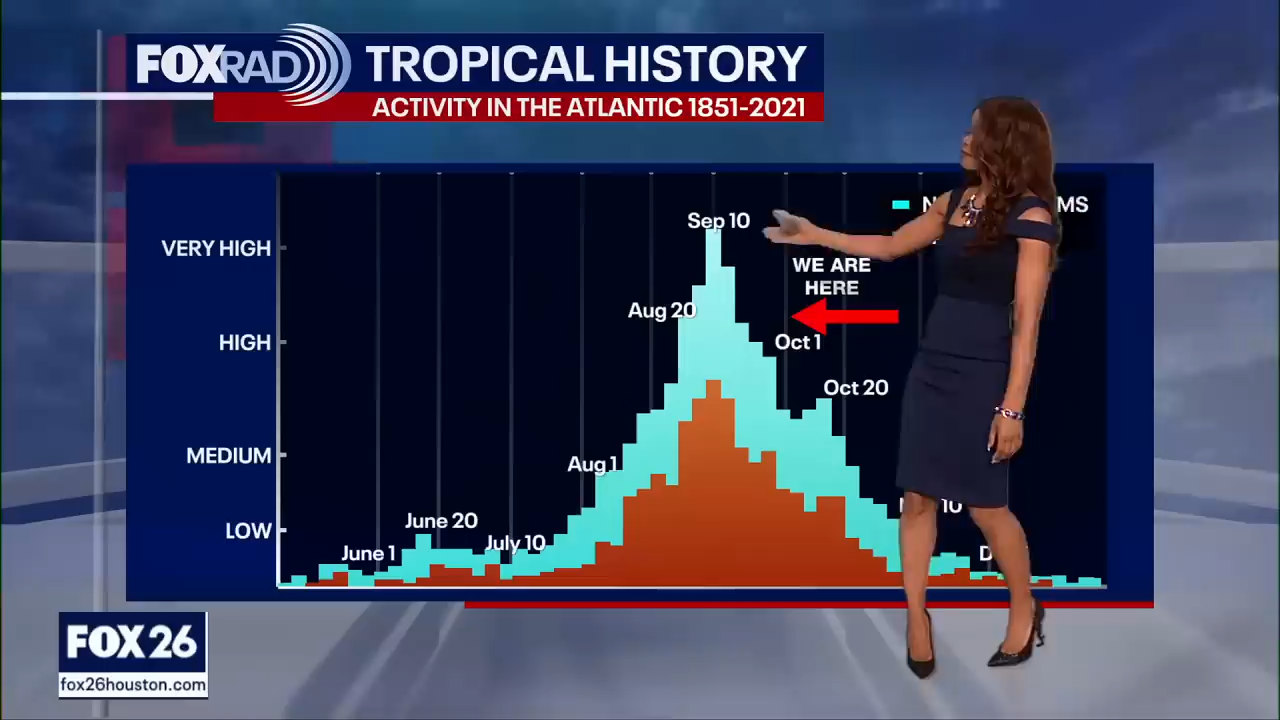 FOXRAD TROPICAL HISTORY
ACTIVITY IN THE ATLANTIC 1851-2021
Sep 10
VERY HIGH
WE ARE
HERE
Aug 20
HIGH
Oct 1
Oct 20
MEDIUM
Aug 1
LOW
June 20
July 10
June 1
10
FOX 26
fox26houston.com